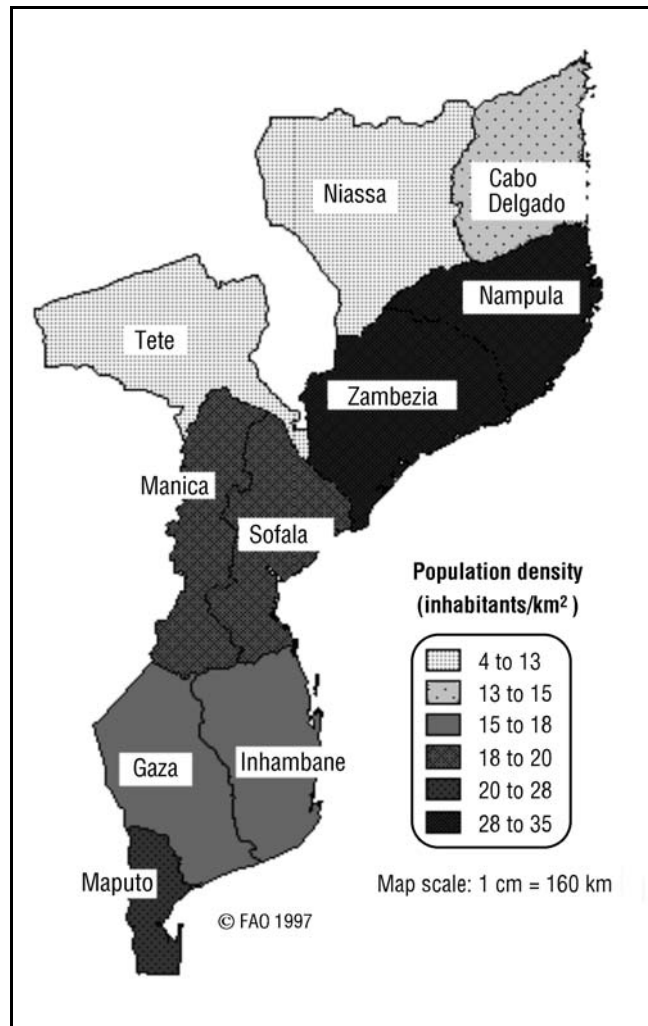 Niassa
Cabo
Delgado
Nampula
Tete
Zambezia
Manica
Sofala
Population density
(inhabitants/km²)
4 to 13
13 to 15
15 to 18
18 to 20
20 to 28
28 to 35
Gaza
Inhambane
Maputo
Map scale: 1 cm = 160 km
© FAO 1997